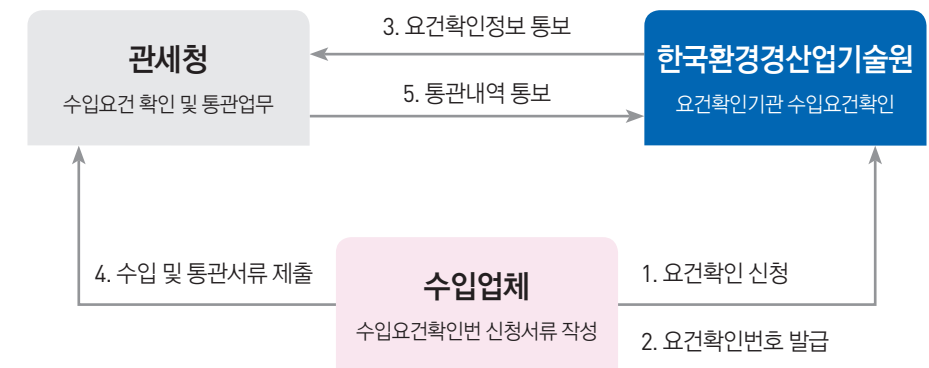 3. 요건확인정보 통보
관세청
수입요건 확인 및 통관업무
한국환경경산업기술원
요건확인기관 수입요건확인
5. 통관내역 통보
4. 수입 및 통관서류 제출
수입업체
수입요건확인번 신청서류 작성
1. 요건확인 신청
2. 요건확인번호 발급